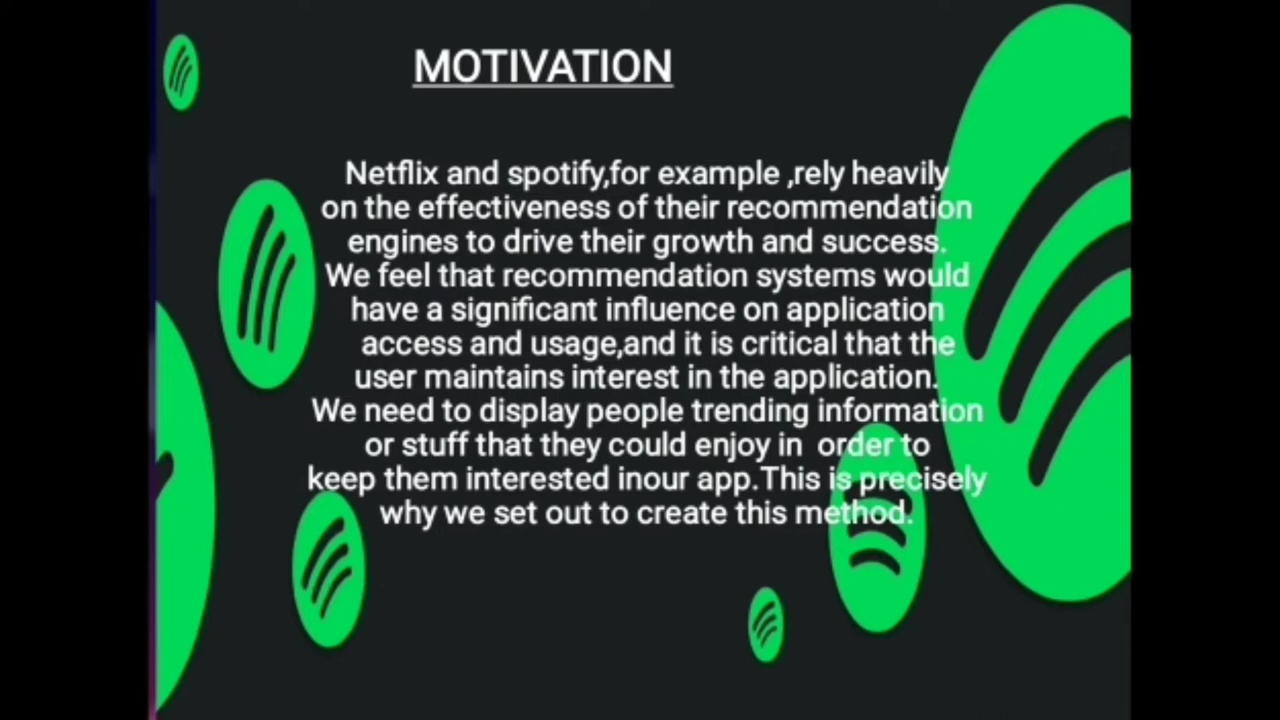 MOTIVATION
Netflix and spotify,for example ,rely heavily
on the effectiveness of their recommendation
engines to drive their growth and success.
We feel that recommendation systems would
have a significant influence on application
access and usage,and it is critical that the
user maintains interest in the application.
We need to display people trending information
or stuff that they could enjoy in  order to
keep them interested inour app.This is precisely
why we set out to create this method.